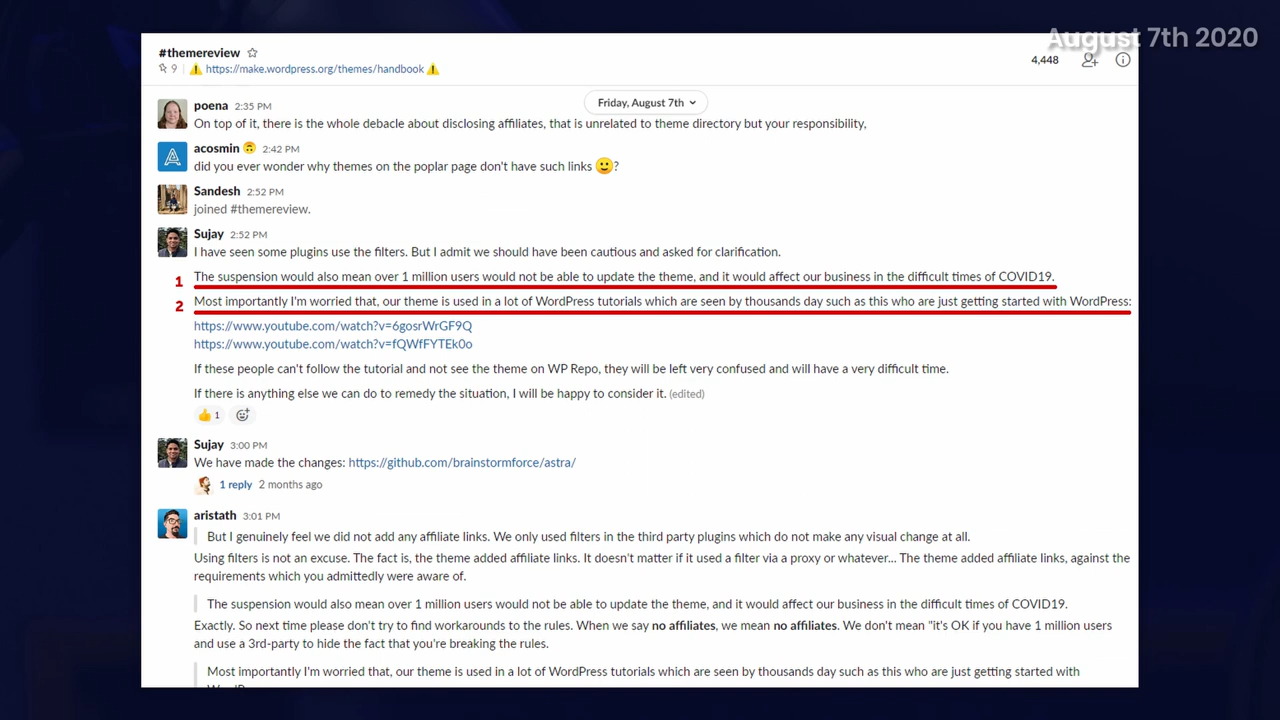 August 7th 2020
#themereview
9 | https://make.wordpress.org/themes/handbook
4,448
Friday, August 7th
poena 2:35 PM
On top of it, there is the whole debacle about disclosing affiliates, that is unrelated to theme directory but your responsibility,
acosmin 2:42 PM
did you ever wonder why themes on the poplar page don't have such links ?
Sandesh 2:52 PM
joined #themereview.
Sujay 2:52 PM
I have seen some plugins use the filters. But I admit we should have been cautious and asked for clarification.
1 The suspension would also mean over 1 million users would not be able to update the theme, and it would affect our business in the difficult times of COVID19.
2 Most importantly I'm worried that, our theme is used in a lot of WordPress tutorials which are seen by thousands day such as this who are just getting started with WordPress:
https://www.youtube.com/watch?v=6gosrWrGF9Q
https://www.youtube.com/watch?v=fQWfFYTEk0o
If these people can't follow the tutorial and not see the theme on WP Repo, they will be left very confused and will have a very difficult time.
If there is anything else we can do to remedy the situation, I will be happy to consider it. (edited)
1
Sujay 3:00 PM
We have made the changes: https://github.com/brainstormforce/astra/
1 reply 2 months ago
aristath 3:01 PM
But I genuinely feel we did not add any affiliate links. We only used filters in the third party plugins which do not make any visual change at all.
Using filters is not an excuse. The fact is, the theme added affiliate links. It doesn't matter if it used a filter via a proxy or whatever... The theme added affiliate links, against the
requirements which you admittedly were aware of.
The suspension would also mean over 1 million users would not be able to update the theme, and it would affect our business in the difficult times of COVID19.
Exactly. So next time please don't try to find workarounds to the rules. When we say no affiliates, we mean no affiliates. We don't mean "it's OK if you have 1 million users
and use a 3rd-party to hide the fact that you're breaking the rules.
Most importantly I'm worried that, our theme is used in a lot of WordPress tutorials which are seen by thousands day such as this who are just getting started with